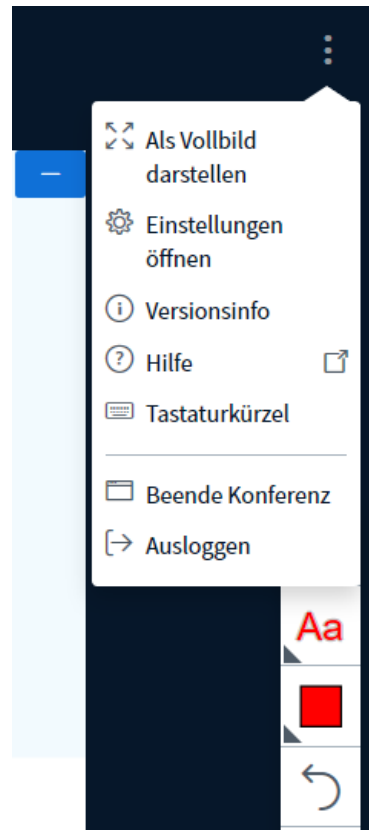 Als Vollbild
darstellen
Einstellungen
öffnen
Versionsinfo
Hilfe
Tastaturkürzel
Beende Konferenz
Ausloggen
Aa